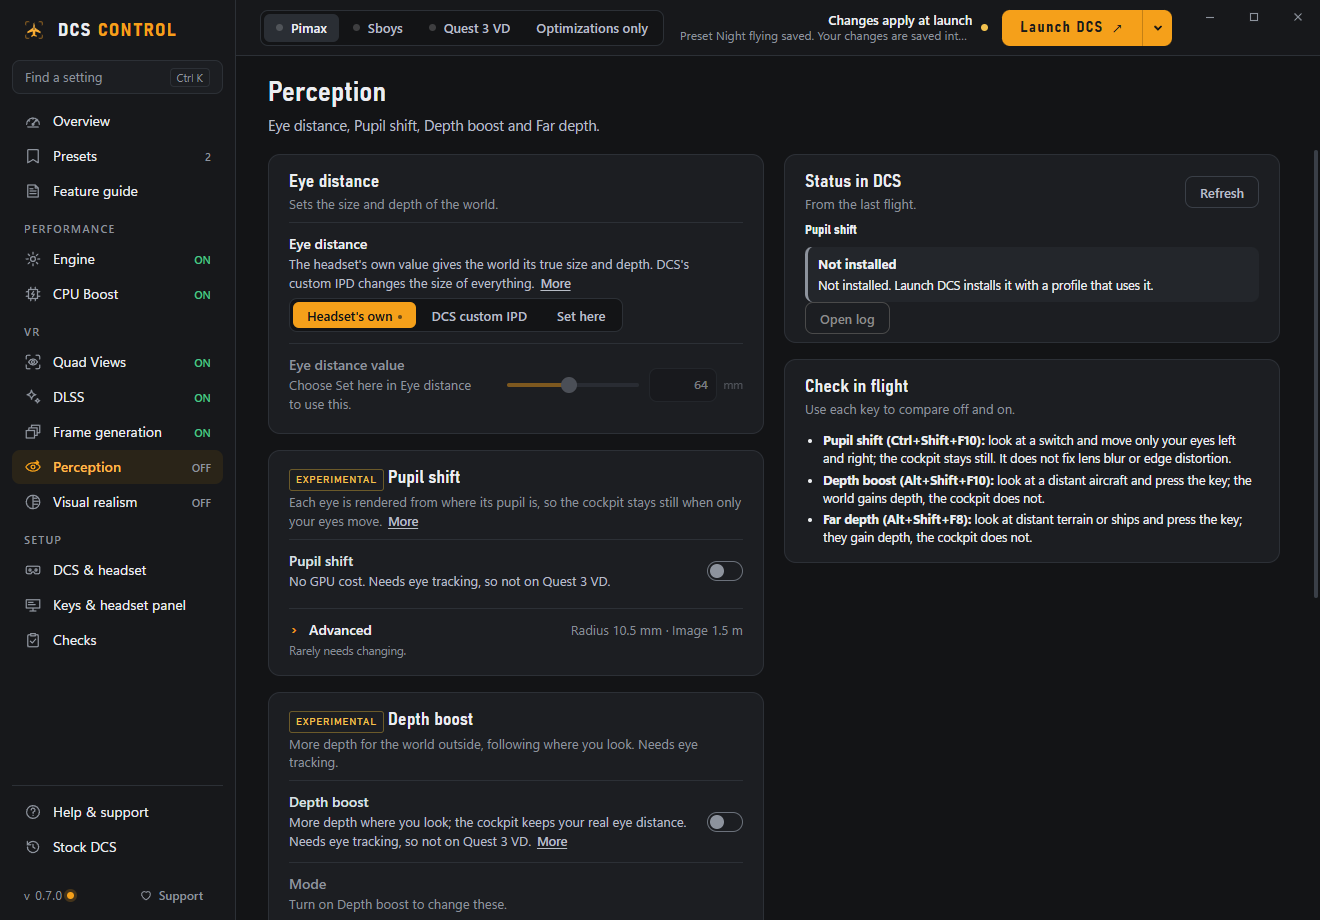 DCS CONTROL
Find a setting
Ctrl K
Overview
Presets
2
Feature guide
PERFORMANCE
Engine
ON
CPU Boost
ON
VR
Quad Views
ON
DLSS
ON
Frame generation
ON
Perception
OFF
Visual realism
OFF
SETUP
DCS & headset
Keys & headset panel
Checks
Help & support
Stock DCS
v 0.7.0
Support
Pimax
Sboys
Quest 3 VD
Optimizations only
Changes apply at launch
Preset Night flying saved. Your changes are saved int...
Launch DCS ↗
Perception
Eye distance, Pupil shift, Depth boost and Far depth.
Eye distance
Sets the size and depth of the world.
Eye distance
The headset's own value gives the world its true size and depth. DCS's
custom IPD changes the size of everything. More
Headset's own •
DCS custom IPD
Set here
Eye distance value
Choose Set here in Eye distance
to use this.
64
mm
EXPERIMENTAL Pupil shift
Each eye is rendered from where its pupil is, so the cockpit stays still when only
your eyes move. More
Pupil shift
No GPU cost. Needs eye tracking, so not on Quest 3 VD.
Advanced
Radius 10.5 mm · Image 1.5 m
Rarely needs changing.
EXPERIMENTAL Depth boost
More depth for the world outside, following where you look. Needs eye
tracking.
Depth boost
More depth where you look; the cockpit keeps your real eye distance.
Needs eye tracking, so not on Quest 3 VD. More
Mode
Turn on Depth boost to change these.
Status in DCS
From the last flight.
Refresh
Pupil shift
Not installed
Not installed. Launch DCS installs it with a profile that uses it.
Open log
Check in flight
Use each key to compare off and on.
• Pupil shift (Ctrl+Shift+F10): look at a switch and move only your eyes left
and right; the cockpit stays still. It does not fix lens blur or edge distortion.
• Depth boost (Alt+Shift+F10): look at a distant aircraft and press the key; the
world gains depth, the cockpit does not.
• Far depth (Alt+Shift+F8): look at distant terrain or ships and press the key;
they gain depth, the cockpit does not.